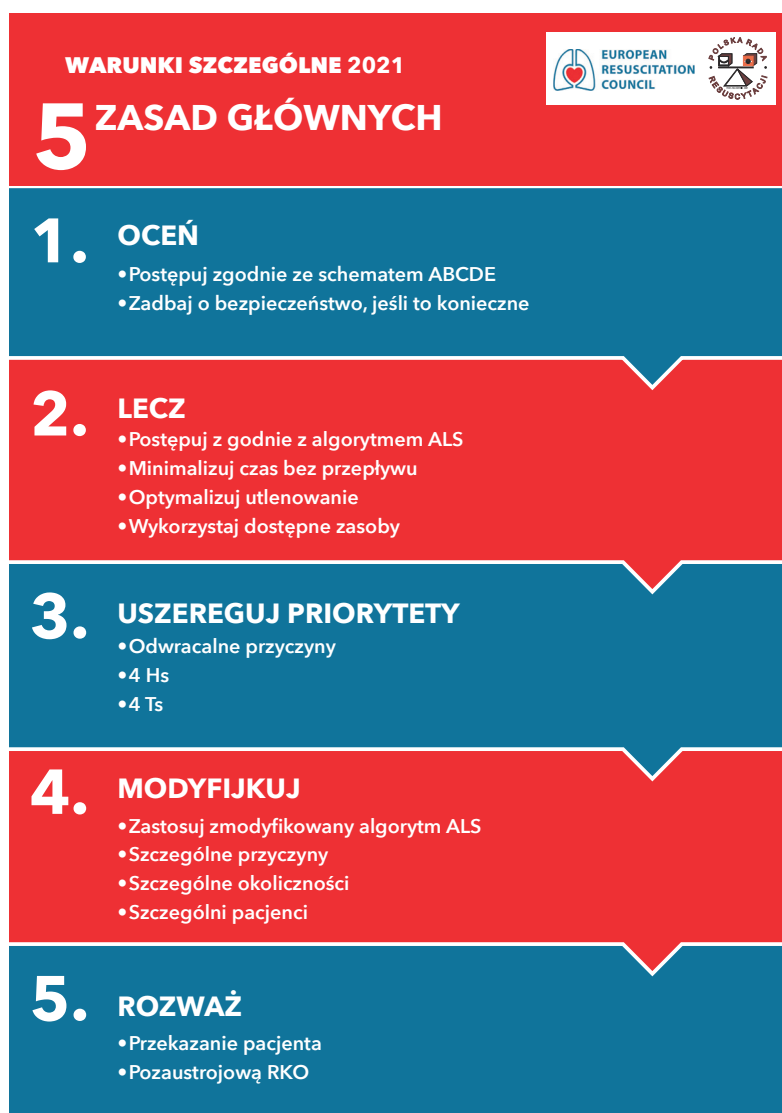 WARUNKI SZCZEGÓLNE 2021
5 ZASAD GŁÓWNYCH
EUROPEAN
RESUSCITATION
COUNCIL
POLSKA RADA
RESUSCYTACJI
1. OCEŃ
•Postępuj zgodnie ze schematem ABCDE
•Zadbaj o bezpieczeństwo, jeśli to konieczne
2. LECZ
•Postępuj z godnie z algorytmem ALS
•Minimalizuj czas bez przepływu
•Optymalizuj utlenowanie
•Wykorzystaj dostępne zasoby
3. USZEREGUJ PRIORYTETY
•Odwracalne przyczyny
•4 Hs
•4 Ts
4. MODYFIJKUJ
•Zastosuj zmodyfikowany algorytm ALS
•Szczególne przyczyny
•Szczególne okoliczności
•Szczególni pacjenci
5. ROZWAŻ
•Przekazanie pacjenta
•Pozaustrojową RKO